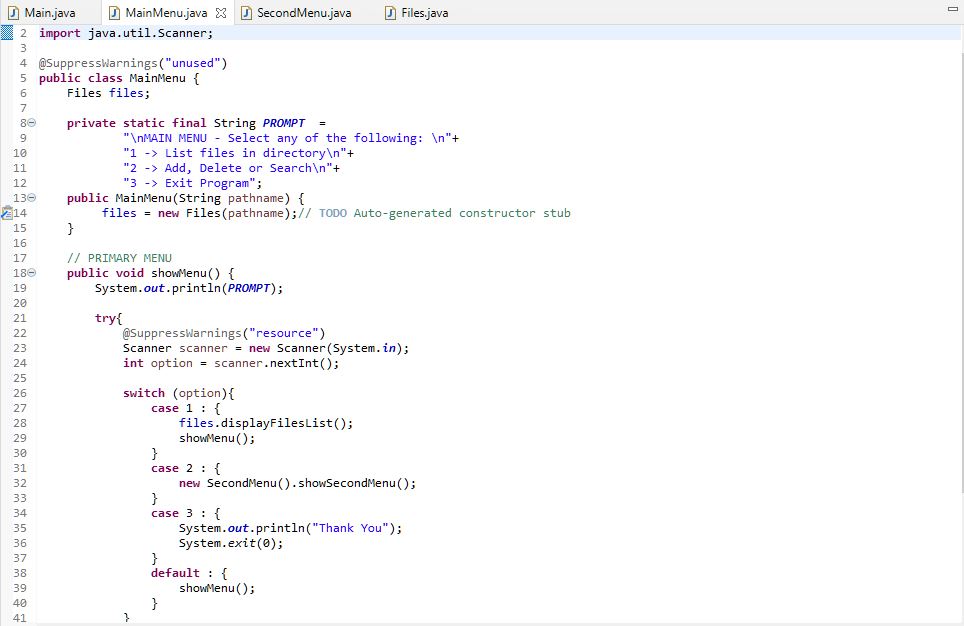 Main.java MainMenu.java SecondMenu.java Files.java
2 import java.util.Scanner;
3
4 @SuppressWarnings("unused")
5 public class MainMenu {
6     Files files;
7
8     private static final String PROMPT  =
9             "\nMAIN MENU - Select any of the following: \n"+
10             "1 -> List files in directory\n"+
11             "2 -> Add, Delete or Search\n"+
12             "3 -> Exit Program";
13     public MainMenu(String pathname) {
14          files = new Files(pathname);// TODO Auto-generated constructor stub
15     }
16
17     // PRIMARY MENU
18     public void showMenu() {
19         System.out.println(PROMPT);
20
21         try{
22             @SuppressWarnings("resource")
23             Scanner scanner = new Scanner(System.in);
24             int option = scanner.nextInt();
25
26             switch (option){
27                 case 1 : {
28                     files.displayFilesList();
29                     showMenu();
30                 }
31                 case 2 : {
32                     new SecondMenu().showSecondMenu();
33                 }
34                 case 3 : {
35                     System.out.println("Thank You");
36                     System.exit(0);
37                 }
38                 default : {
39                     showMenu();
40                 }
41             }